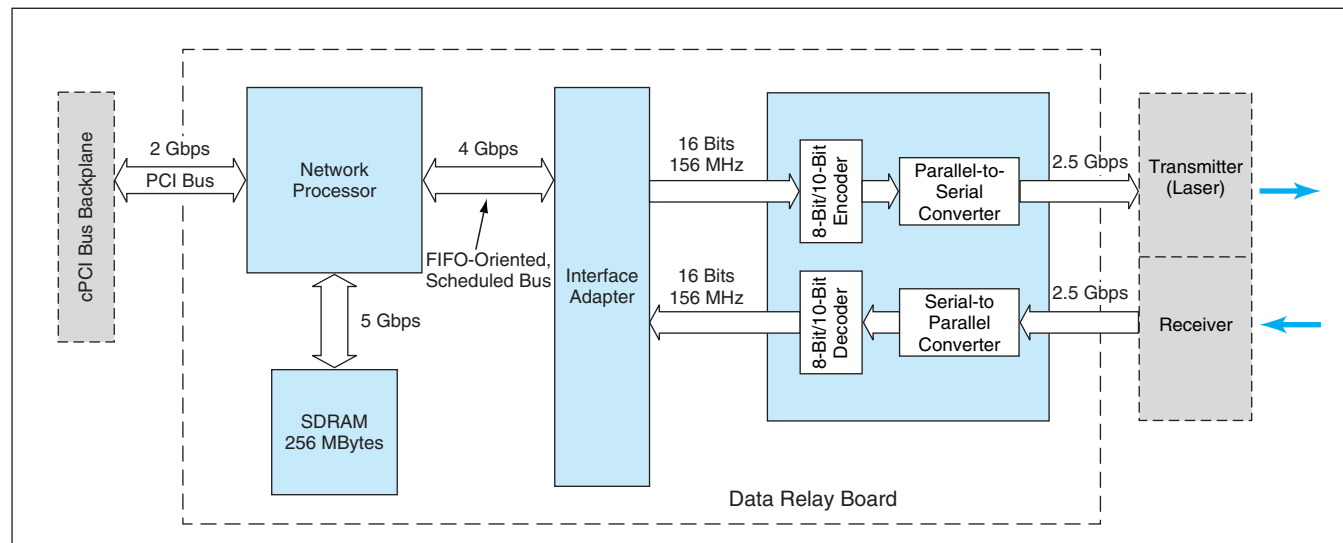 cPCI Bus Backplane
2 Gbps
PCI Bus
Network
Processor
4 Gbps
FIFO-Oriented,
Scheduled Bus
5 Gbps
SDRAM
256 MBytes
Interface
Adapter
16 Bits
156 MHz
8-Bit/10-Bit
Encoder
Parallel-to-
Serial
Converter
2.5 Gbps
Transmitter
(Laser)
16 Bits
156 MHz
8-Bit/10-Bit
Decoder
Serial-to
Parallel
Converter
2.5 Gbps
Receiver
Data Relay Board